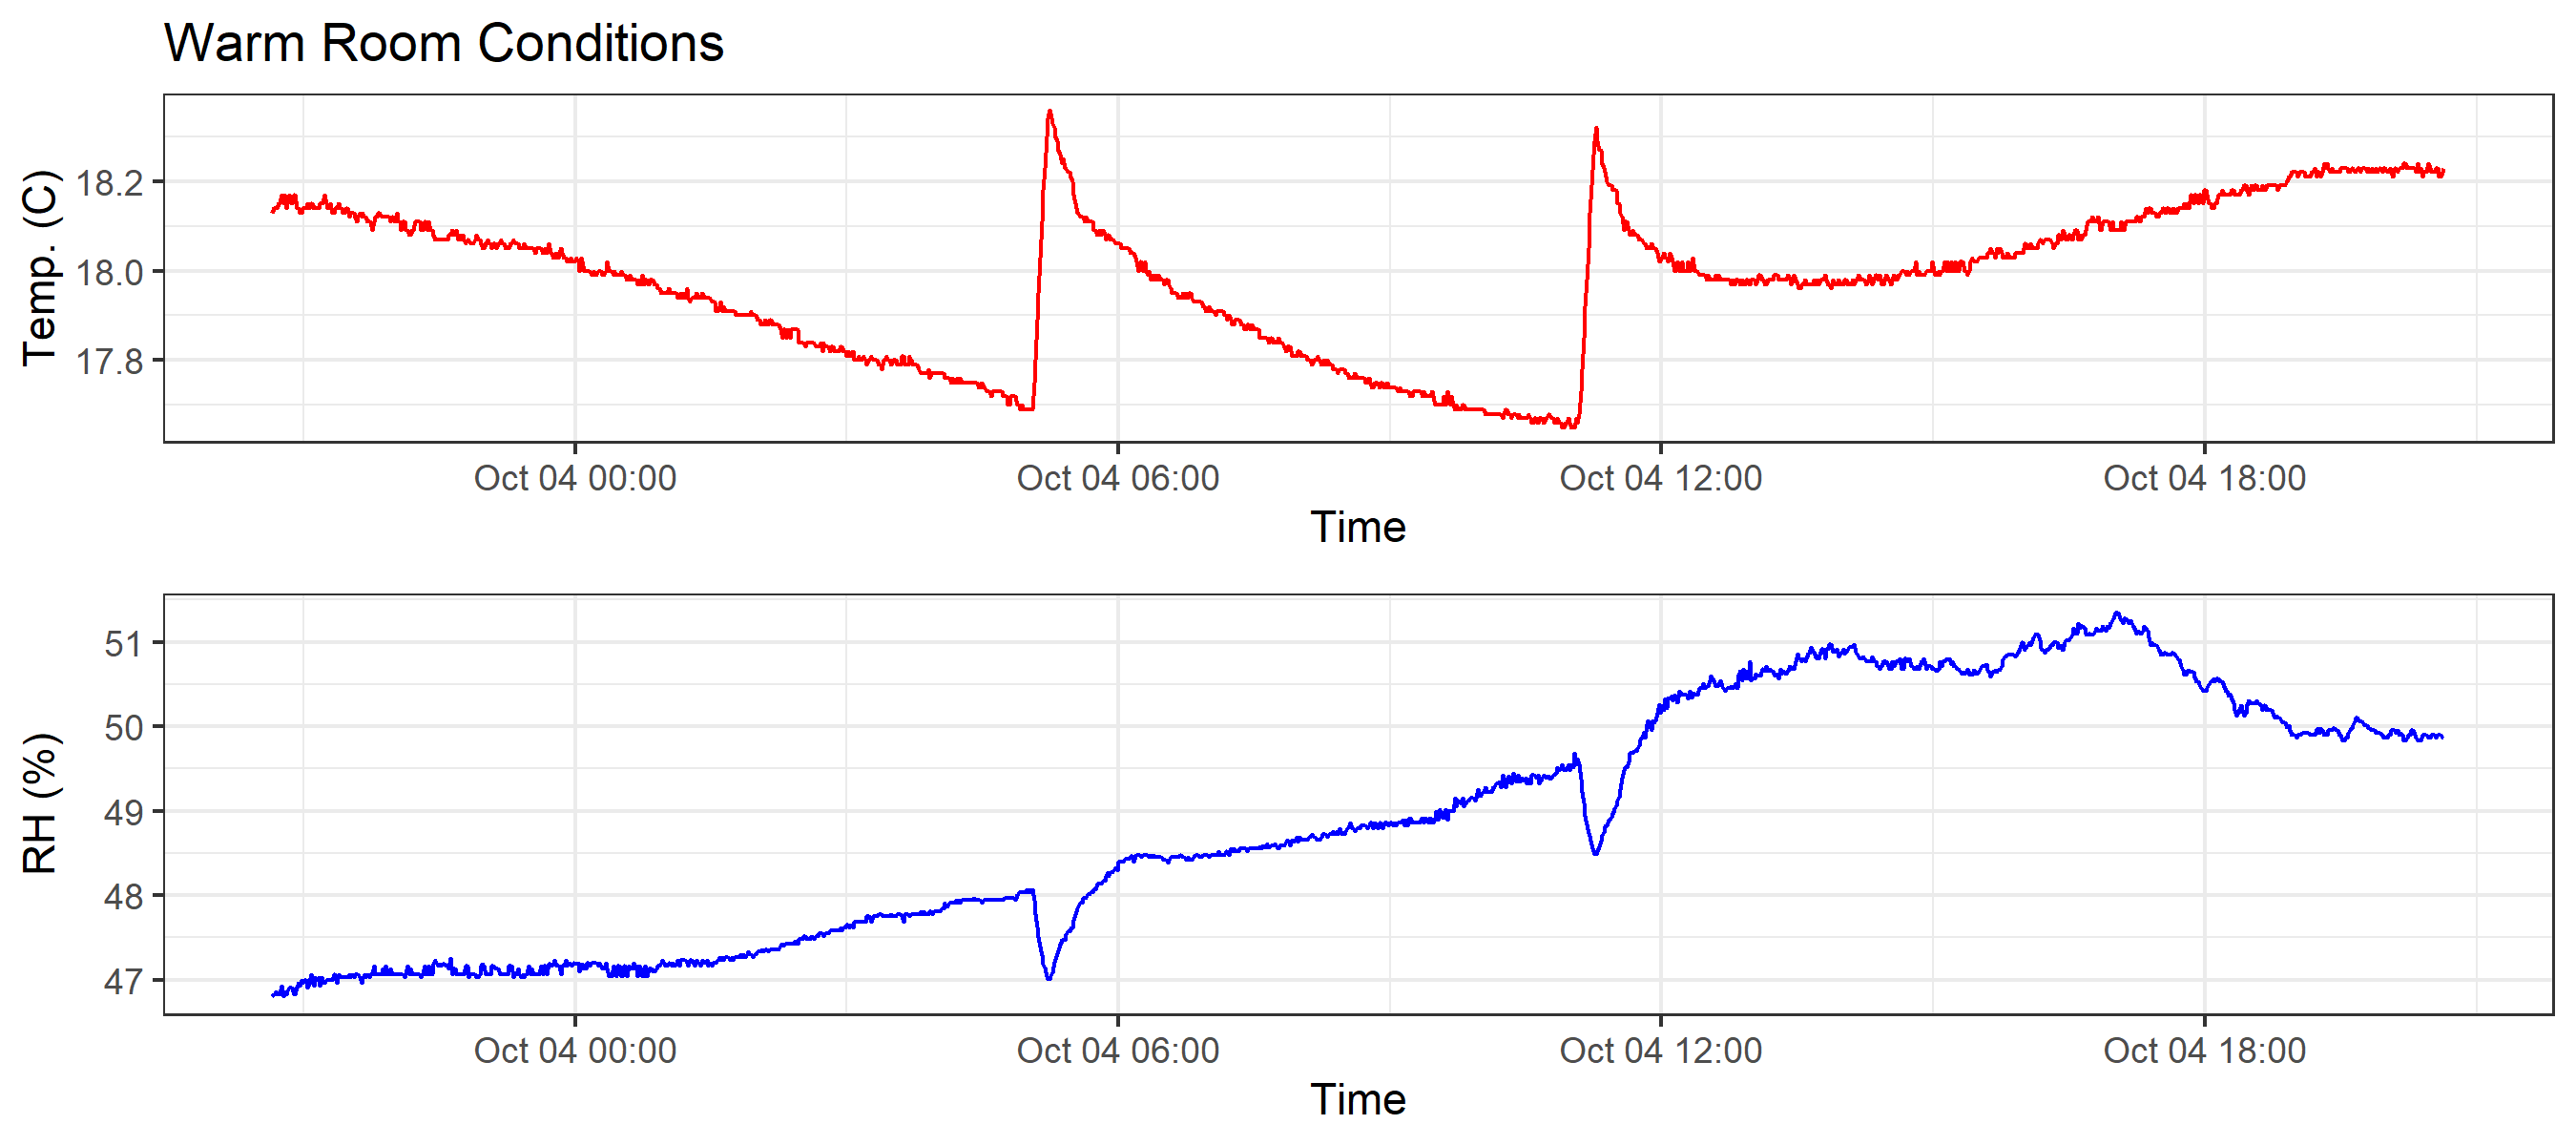 Warm Room Conditions
Temp. (C)
18.2
18.0
17.8
Oct 04 00:00 Oct 04 06:00 Oct 04 12:00 Oct 04 18:00
Time
RH (%)
51
50
49
48
47
Oct 04 00:00 Oct 04 06:00 Oct 04 12:00 Oct 04 18:00
Time